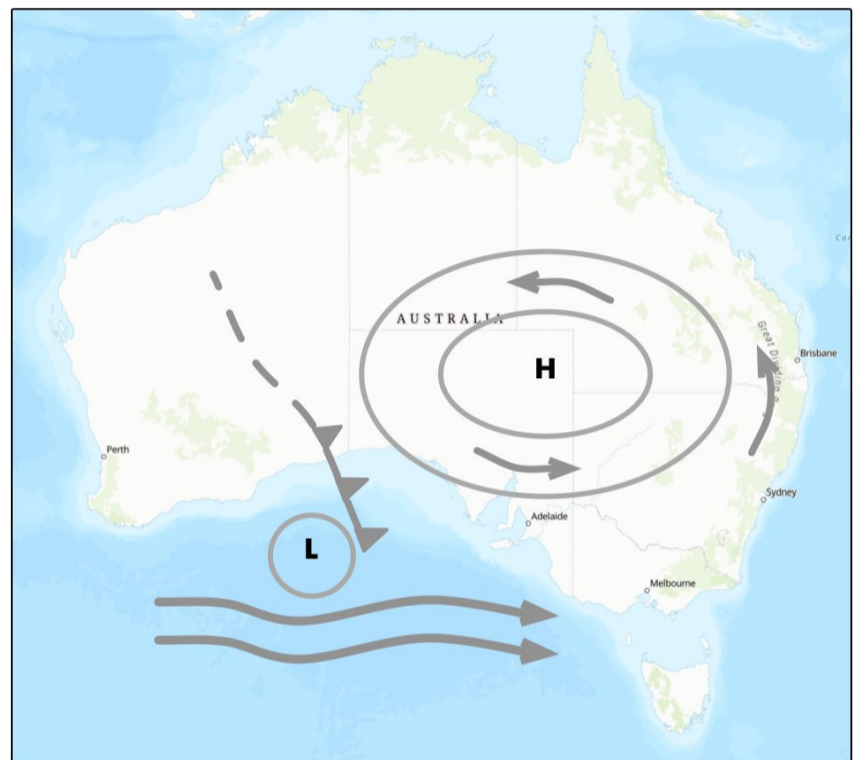 AUSTRALIA
H
Great Dividing
Brisbane
Perth
Sydney
Adelaide
L
Melbourne